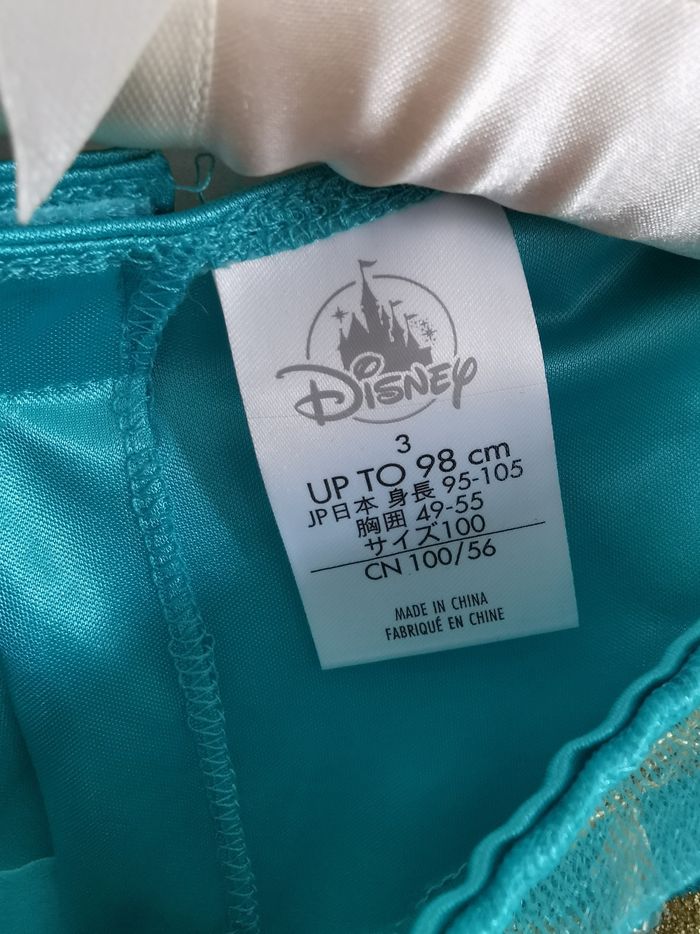 Disney
3
UP TO 98 cm
JP日本 身長 95-105
胸囲 49-55
サイズ100
CN 100/56
MADE IN CHINA
FABRIQUÉ EN CHINE